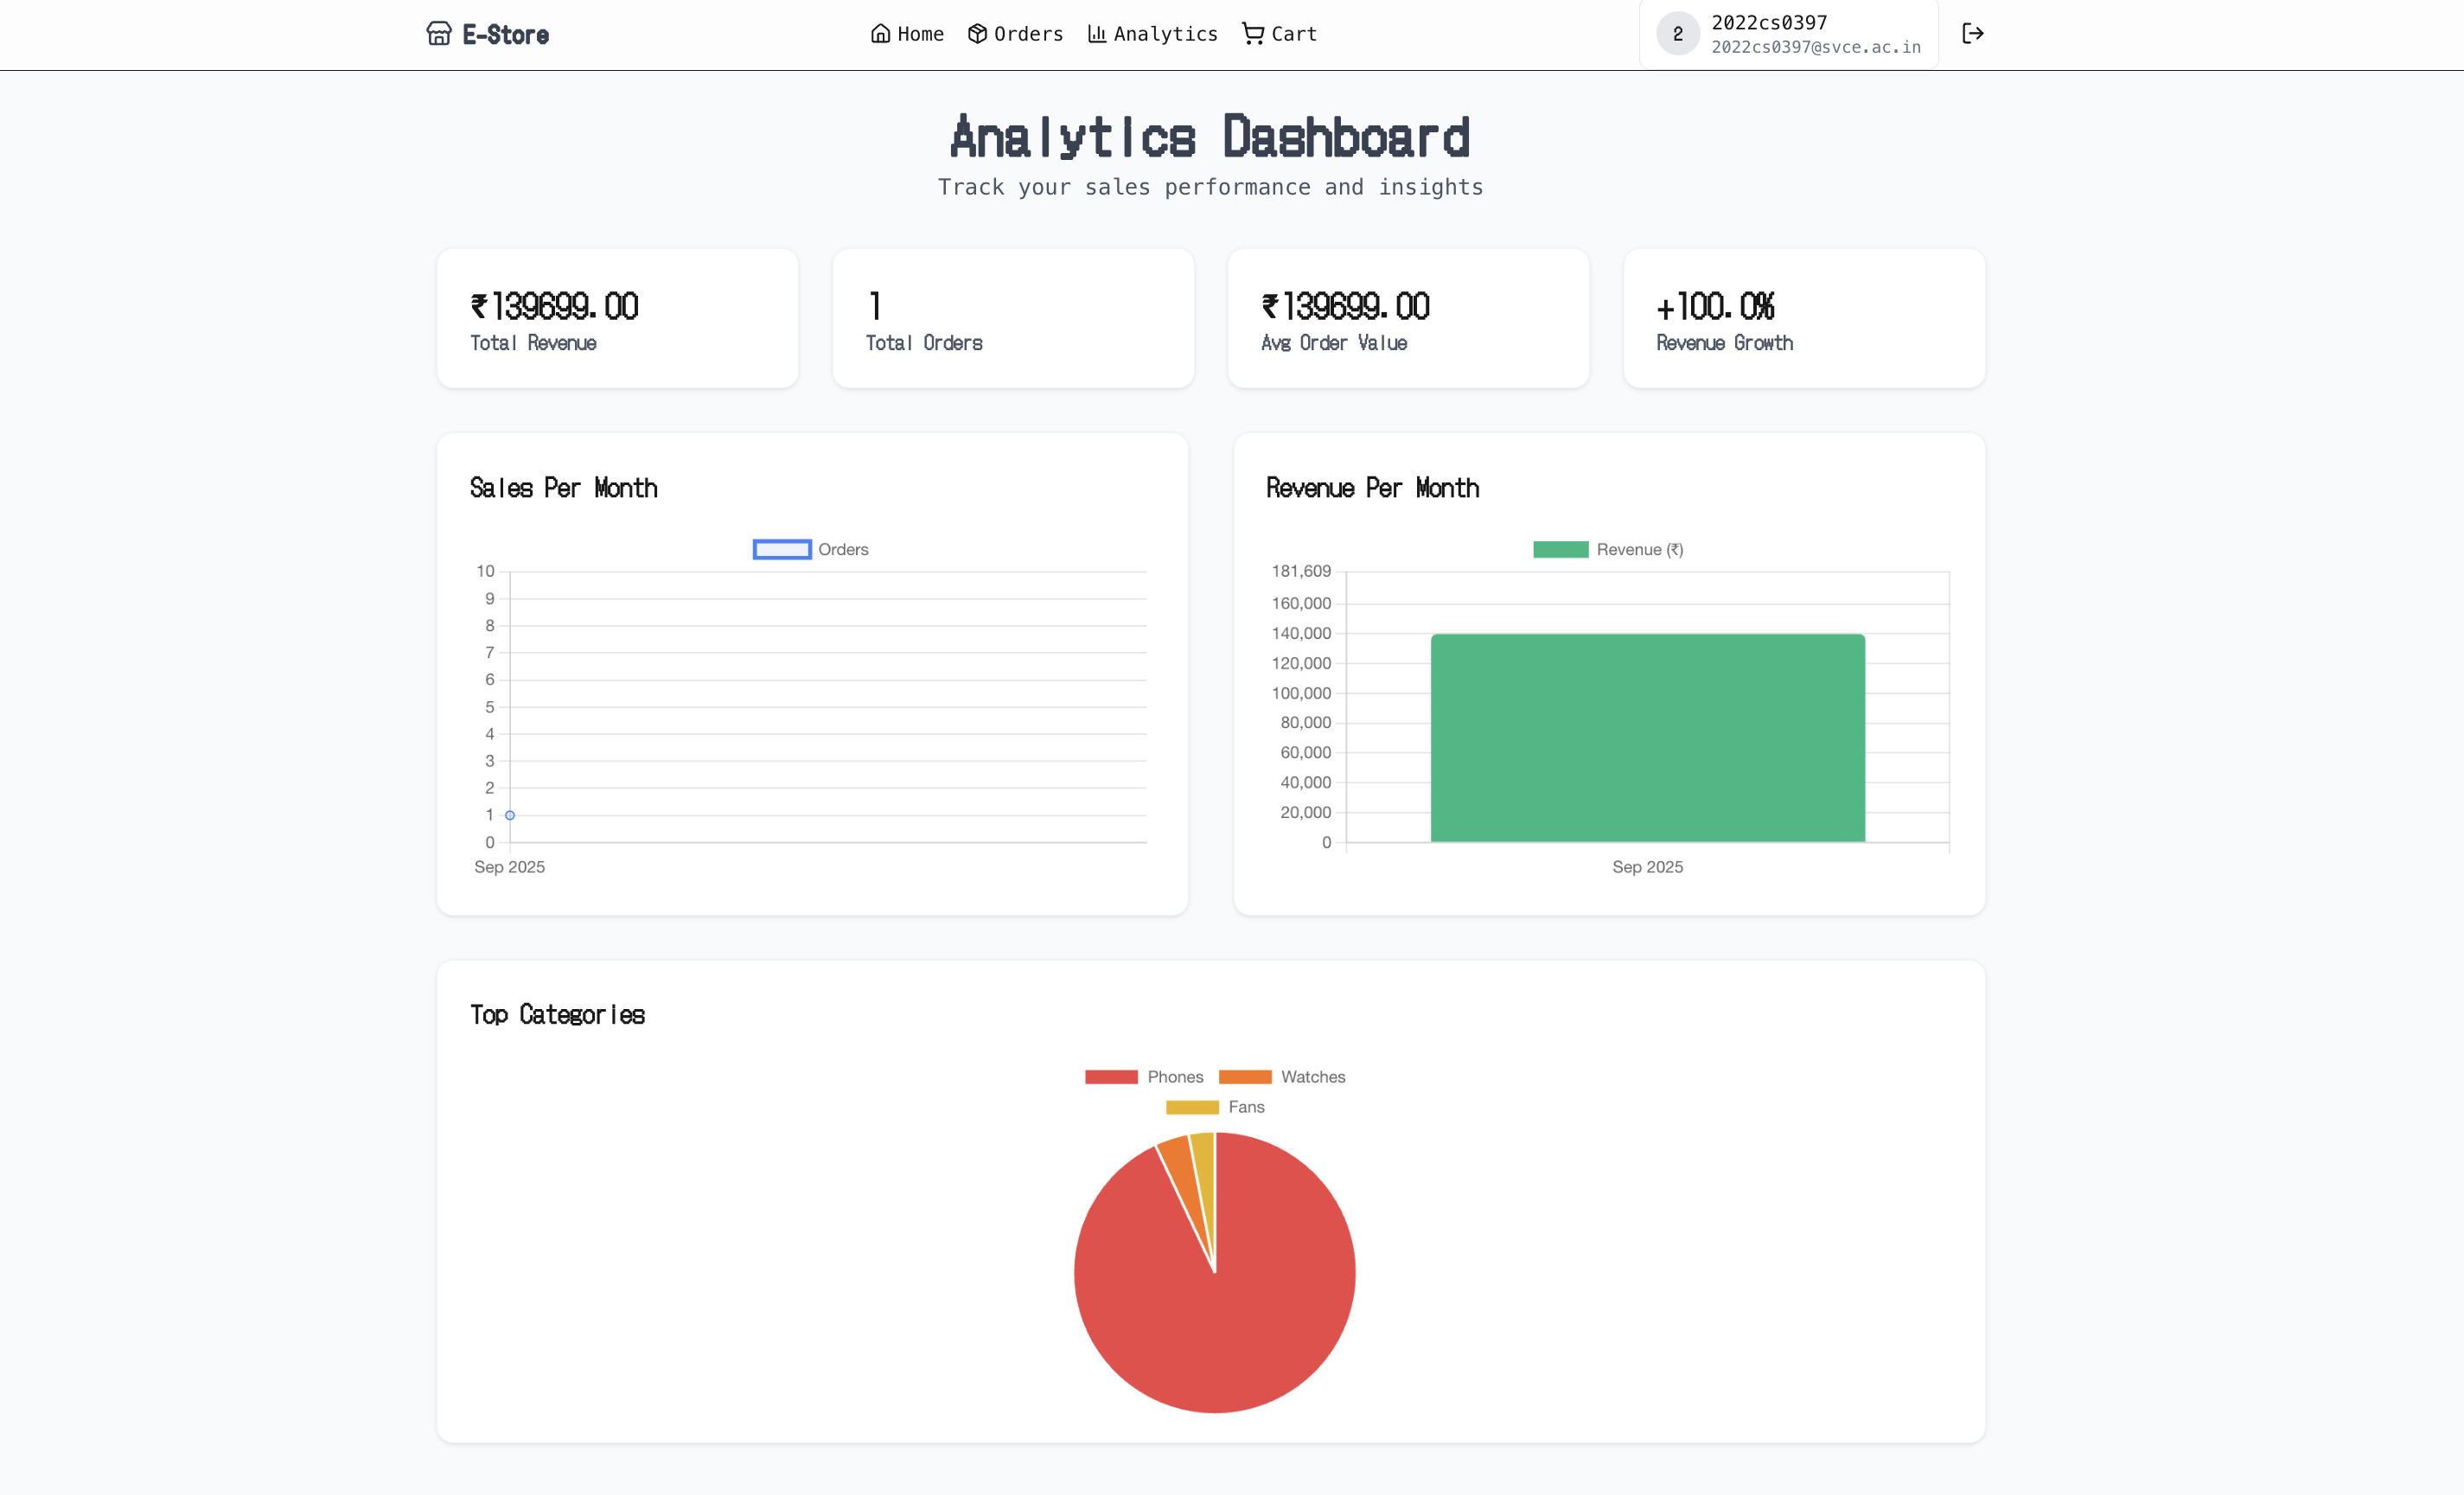 E-Store
Home Orders Analytics Cart
2
2022cs0397
2022cs0397@svce.ac.in
Analytics Dashboard
Track your sales performance and insights
₹139699.00
Total Revenue
1
Total Orders
₹139699.00
Avg Order Value
+100.0%
Revenue Growth
Sales Per Month
Orders
10
9
8
7
6
5
4
3
2
1
0
Sep 2025
Revenue Per Month
Revenue (₹)
181,609
160,000
140,000
120,000
100,000
80,000
60,000
40,000
20,000
0
Sep 2025
Top Categories
Phones Watches
Fans